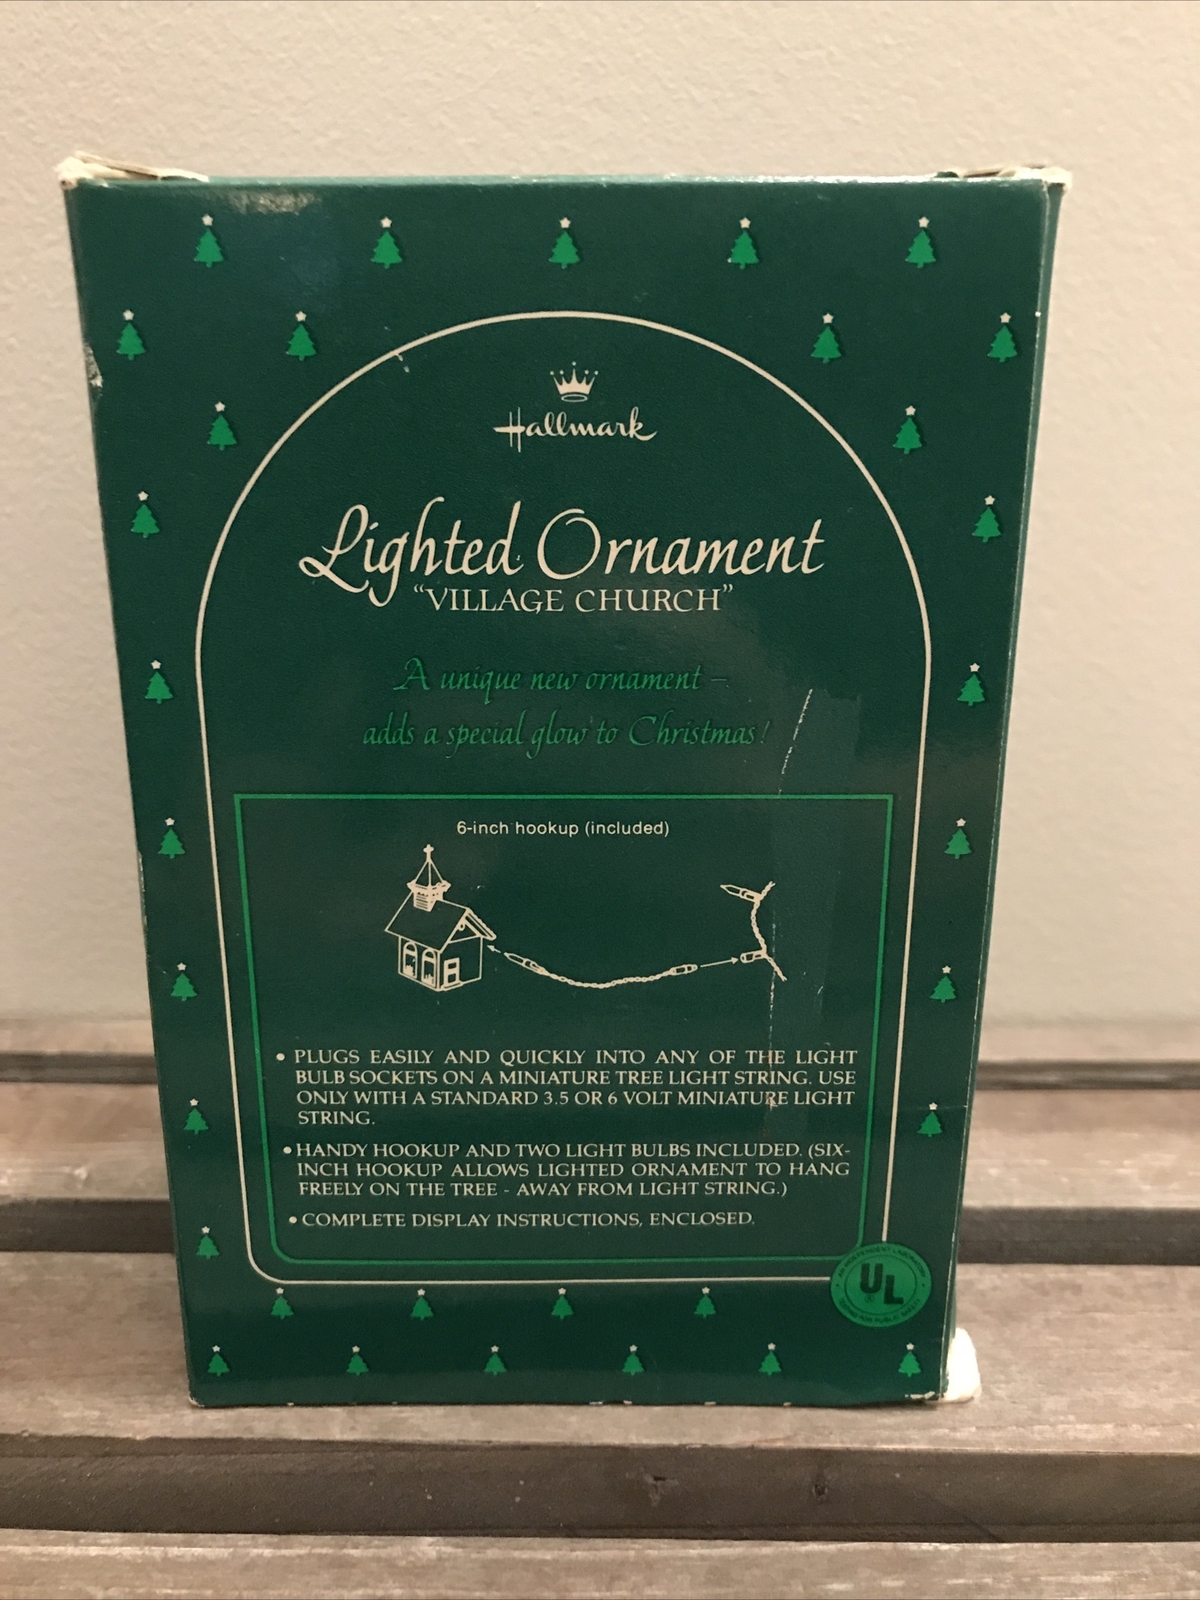 Hallmark
Lighted Ornament
“VILLAGE CHURCH”
A unique new ornament –
adds a special glow to Christmas!
6-inch hookup (included)
• PLUGS EASILY AND QUICKLY INTO ANY OF THE LIGHT
BULB SOCKETS ON A MINIATURE TREE LIGHT STRING. USE
ONLY WITH A STANDARD 3.5 OR 6 VOLT MINIATURE LIGHT
STRING.
• HANDY HOOKUP AND TWO LIGHT BULBS INCLUDED. (SIX-
INCH HOOKUP ALLOWS LIGHTED ORNAMENT TO HANG
FREELY ON THE TREE - AWAY FROM LIGHT STRING.)
• COMPLETE DISPLAY INSTRUCTIONS, ENCLOSED.
UL